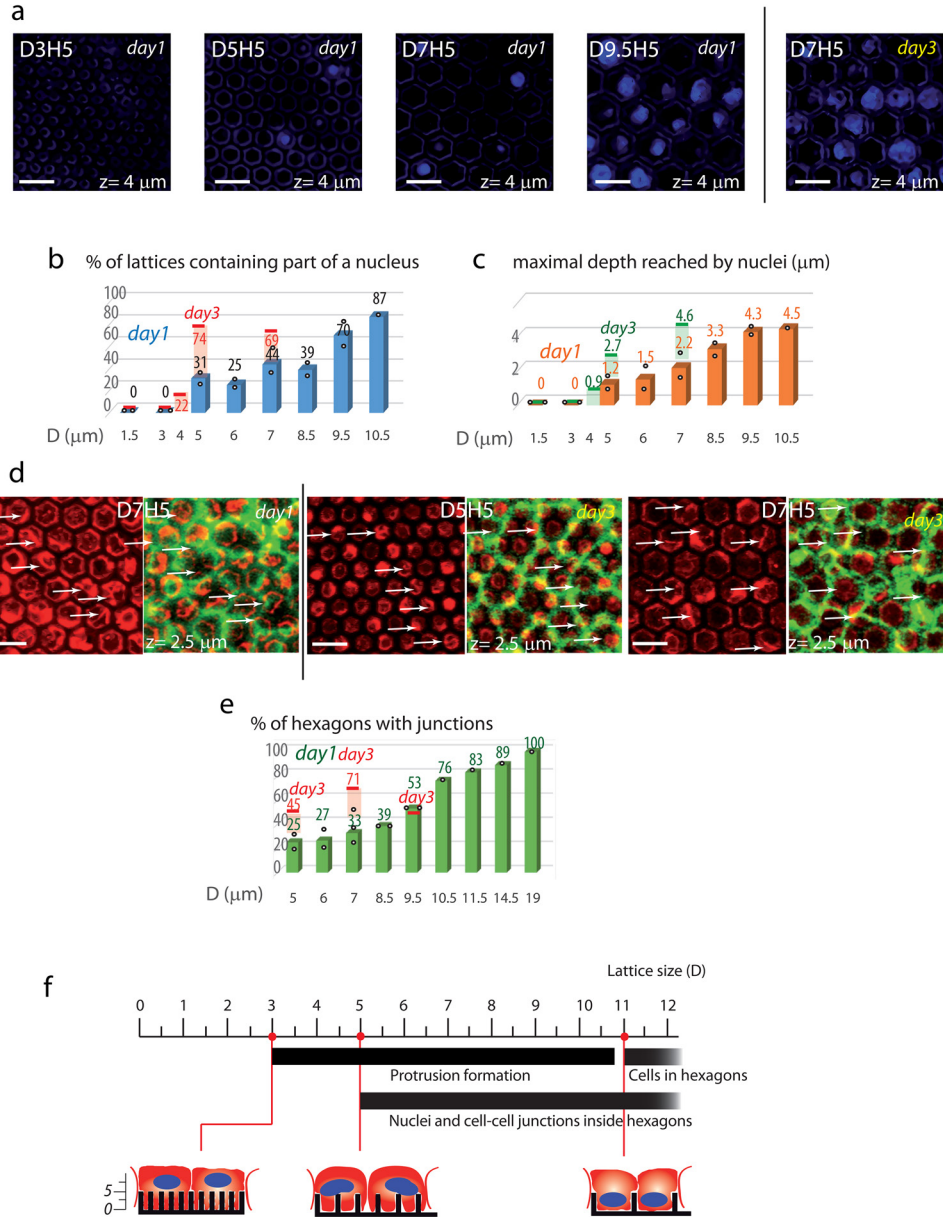 a
D3H5 day1
z= 4 μm
D5H5 day1
z= 4 μm
D7H5 day1
z= 4 μm
D9.5H5 day1
z= 4 μm
D7H5 day3
z= 4 μm
b % of lattices containing part of a nucleus
100
80
60
40
20
0
day1
day3
0 0 22 74 31 25 69 44 39 70 87
D (μm) 1.5 3 4 5 6 7 8.5 9.5 10.5
c maximal depth reached by nuclei (μm)
4
2
0
day1
day3
0 0 0.9 2.7 1.2 1.5 4.6 2.2 3.3 4.3 4.5
D (μm) 1.5 3 4 5 6 7 8.5 9.5 10.5
d
D7H5 day1
z= 2.5 μm
D5H5 day3
z= 2.5 μm
D7H5 day3
z= 2.5 μm
e % of hexagons with junctions
100
80
60
40
20
0
day1 day3
day3
day3
45 25 27 71 33 39 53 76 83 89 100
D (μm) 5 6 7 8.5 9.5 10.5 11.5 14.5 19
f
Lattice size (D)
0 1 2 3 4 5 6 7 8 9 10 11 12
Protrusion formation
Cells in hexagons
Nuclei and cell-cell junctions inside hexagons
5
0